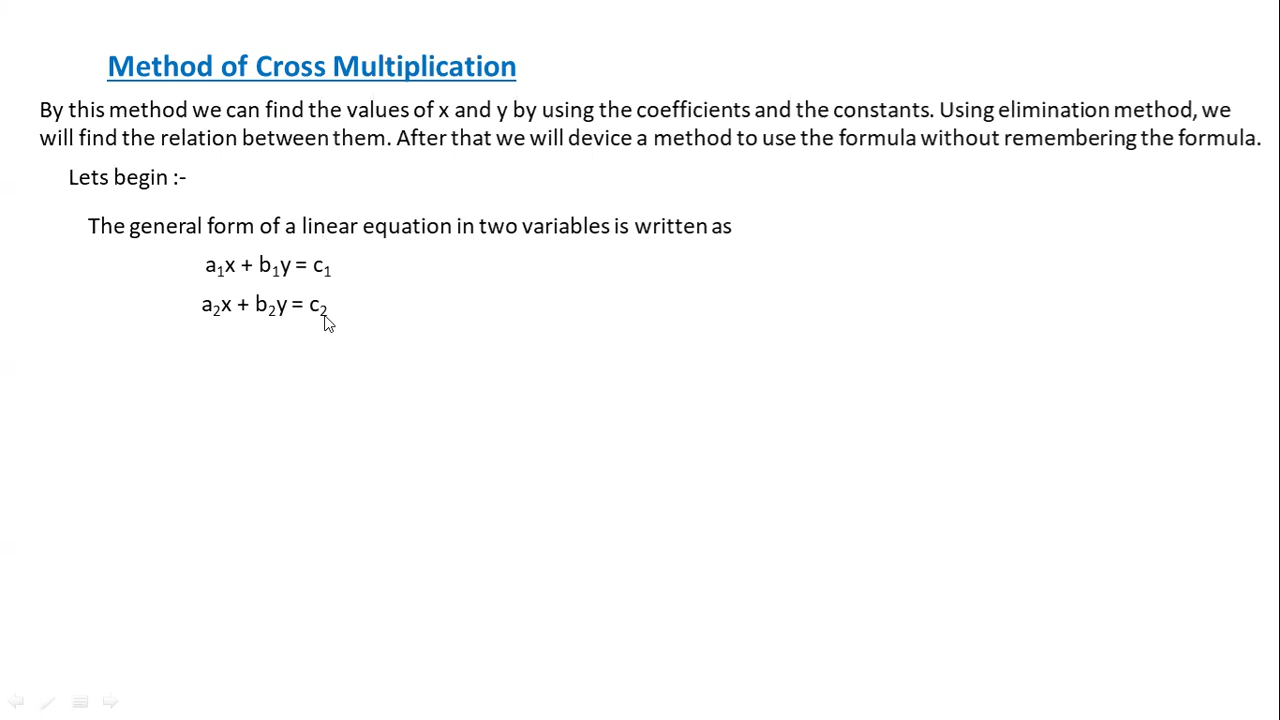 Method of Cross Multiplication
By this method we can find the values of x and y by using the coefficients and the constants. Using elimination method, we
will find the relation between them. After that we will device a method to use the formula without remembering the formula.
Lets begin :-
The general form of a linear equation in two variables is written as
a₁x + b₁y = c₁
a₂x + b₂y = c₂